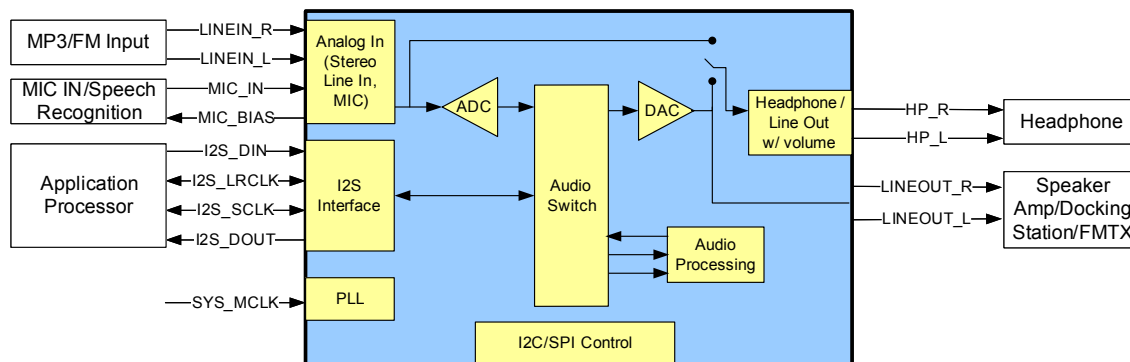 MP3/FM Input
LINEIN_R
LINEIN_L
MIC IN/Speech
Recognition
MIC_IN
MIC_BIAS
Application
Processor
I2S_DIN
I2S_LRCLK
I2S_SCLK
I2S_DOUT
SYS_MCLK
Analog In
(Stereo
Line In,
MIC)
I2S
Interface
PLL
ADC
Audio
Switch
DAC
Audio
Processing
I2C/SPI Control
Headphone /
Line Out
w/ volume
HP_R
HP_L
Headphone
LINEOUT_R
LINEOUT_L
Speaker
Amp/Docking
Station/FMTX